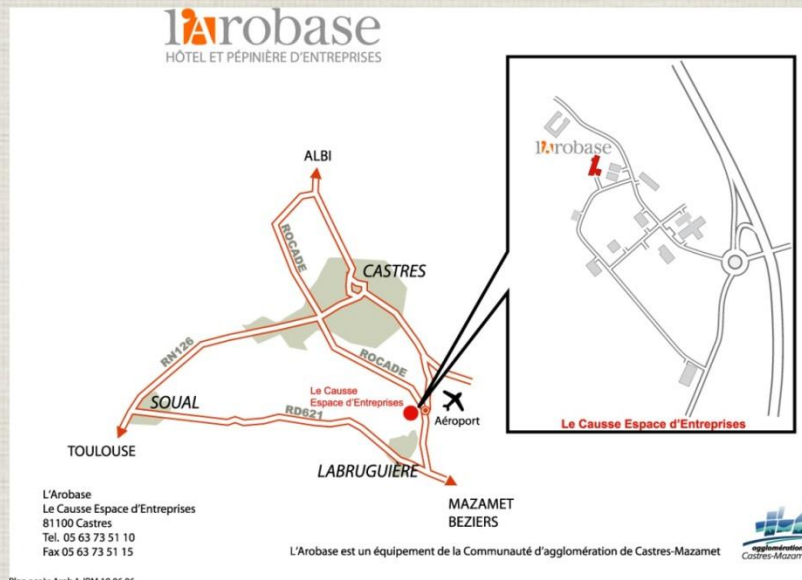 l'Arobase
HÔTEL ET PÉPINIÈRE D'ENTREPRISES
ALBI
ROCADE
CASTRES
RN126
ROCADE
Le Causse
Espace d'Entreprises
SOUAL
RD621
Aéroport
TOULOUSE
LABRUGUIÈRE
MAZAMET
BEZIERS
l'Arobase
Le Causse Espace d'Entreprises
L'Arobase
Le Causse Espace d'Entreprises
81100 Castres
Tel. 05 63 73 51 10
Fax 05 63 73 51 15
L'Arobase est un équipement de la Communauté d'agglomération de Castres-Mazamet
agglomération